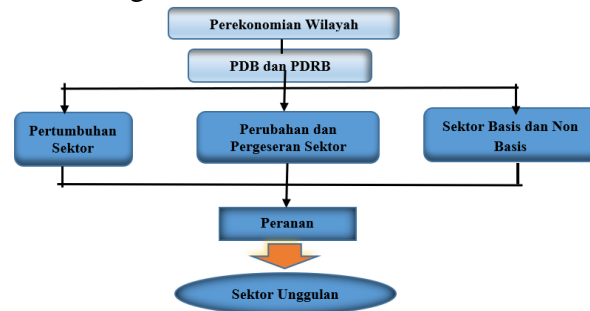 Perekonomian Wilayah
PDB dan PDRB
Pertumbuhan
Sektor
Perubahan dan
Pergeseran Sektor
Sektor Basis dan Non
Basis
Peranan
Sektor Unggulan